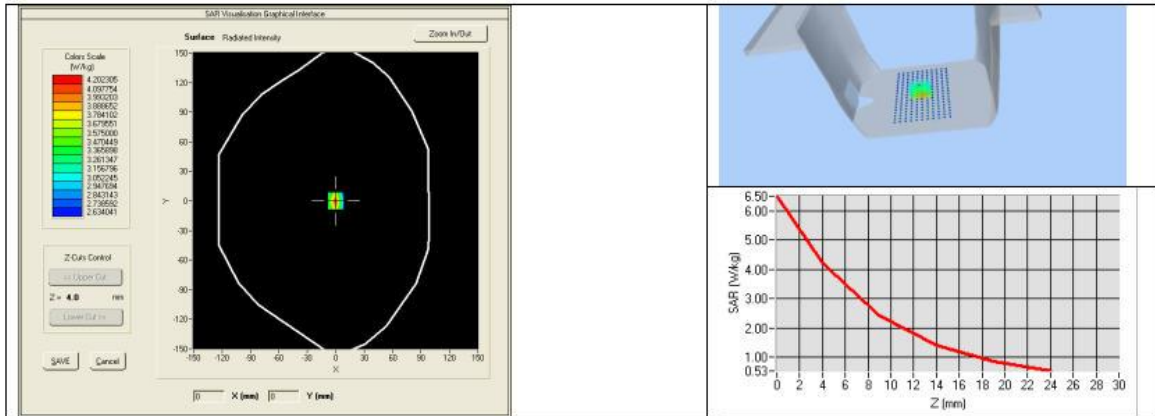 SAR Visualisation Graphical Interface
Surface Radiated Intensity
Zoom In/Out
Colors Scale
(W/kg)
4.202305
4.097754
3.993203
3.888652
3.784102
3.679551
3.575000
3.470449
3.365898
3.261347
3.156796
3.052245
2.947694
2.843143
2.738592
2.634041
Z-Cuts Control
<< Upper Cut
Z = 4.0 mm
Lower Cut >>
SAVE Cancel
150
120
90
60
30
0
-30
-60
-90
-120
-150
Y
-150 -120 -90 -60 -30 0 30 60 90 120 150
X
0 X (mm) 0 Y (mm)
6.50
6.00
5.00
4.00
3.00
2.00
1.00
0.53
SAR (W/kg)
0 2 4 6 8 10 12 14 16 18 20 22 24 26 28 30
Z (mm)